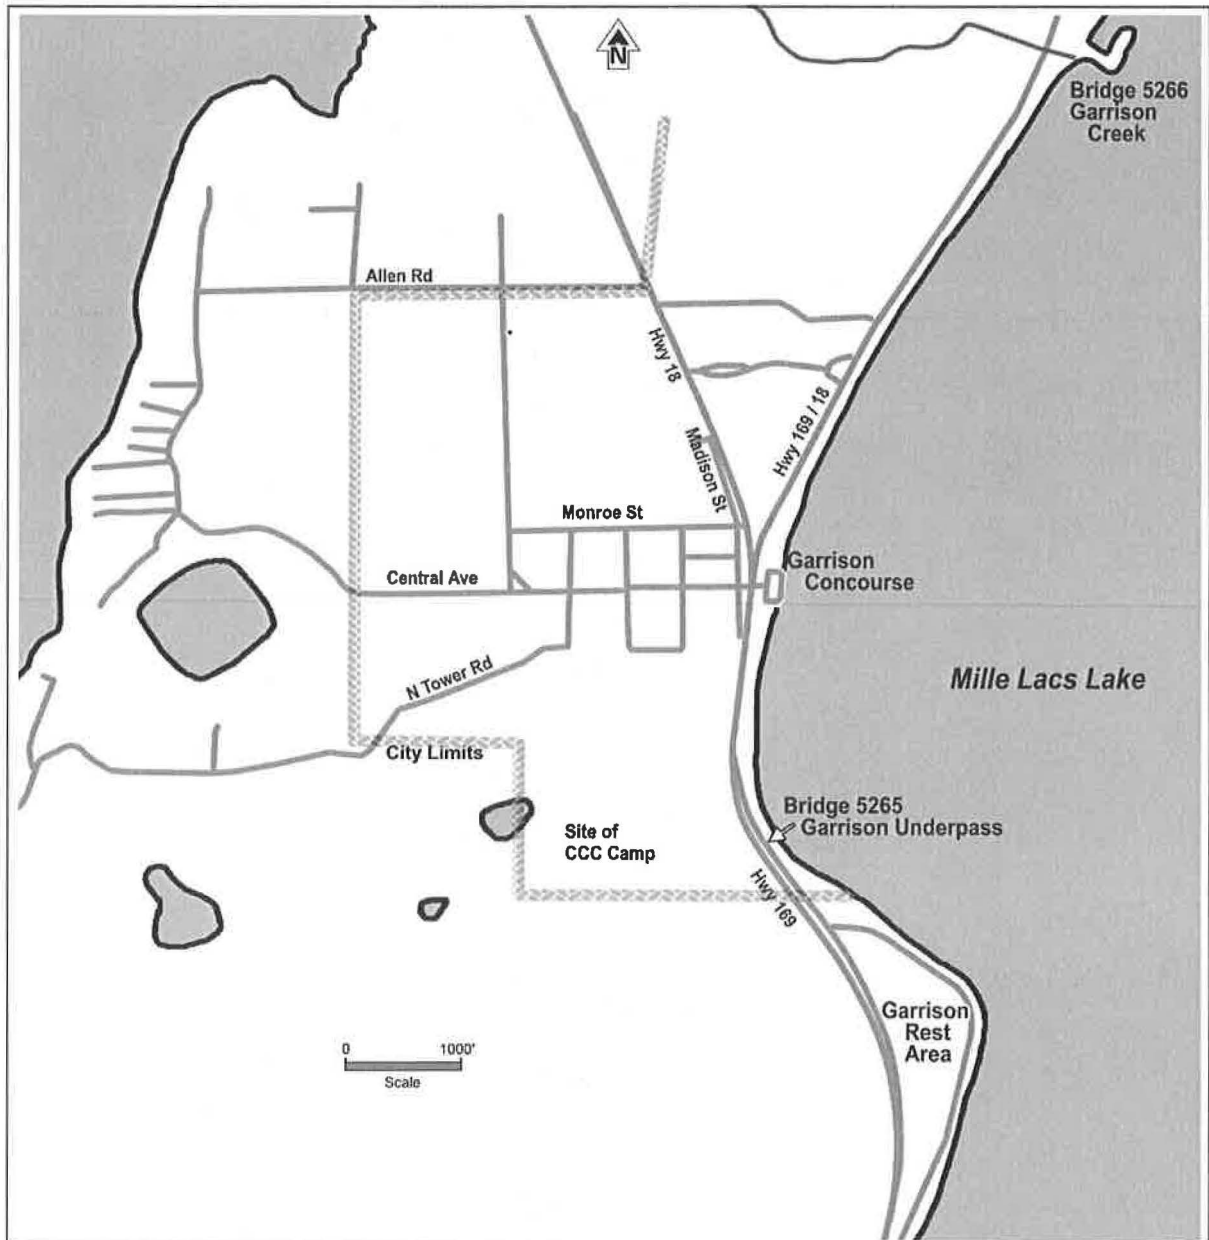 N
Bridge 5266
Garrison
Creek
Allen Rd
Hwy 18
Hwy 169 / 18
Madison St
Monroe St
Garrison
Concourse
Central Ave
N Tower Rd
Mille Lacs Lake
City Limits
Bridge 5265
Garrison Underpass
Site of
CCC Camp
Hwy 169
Garrison
Rest
Area
0 1000'
Scale